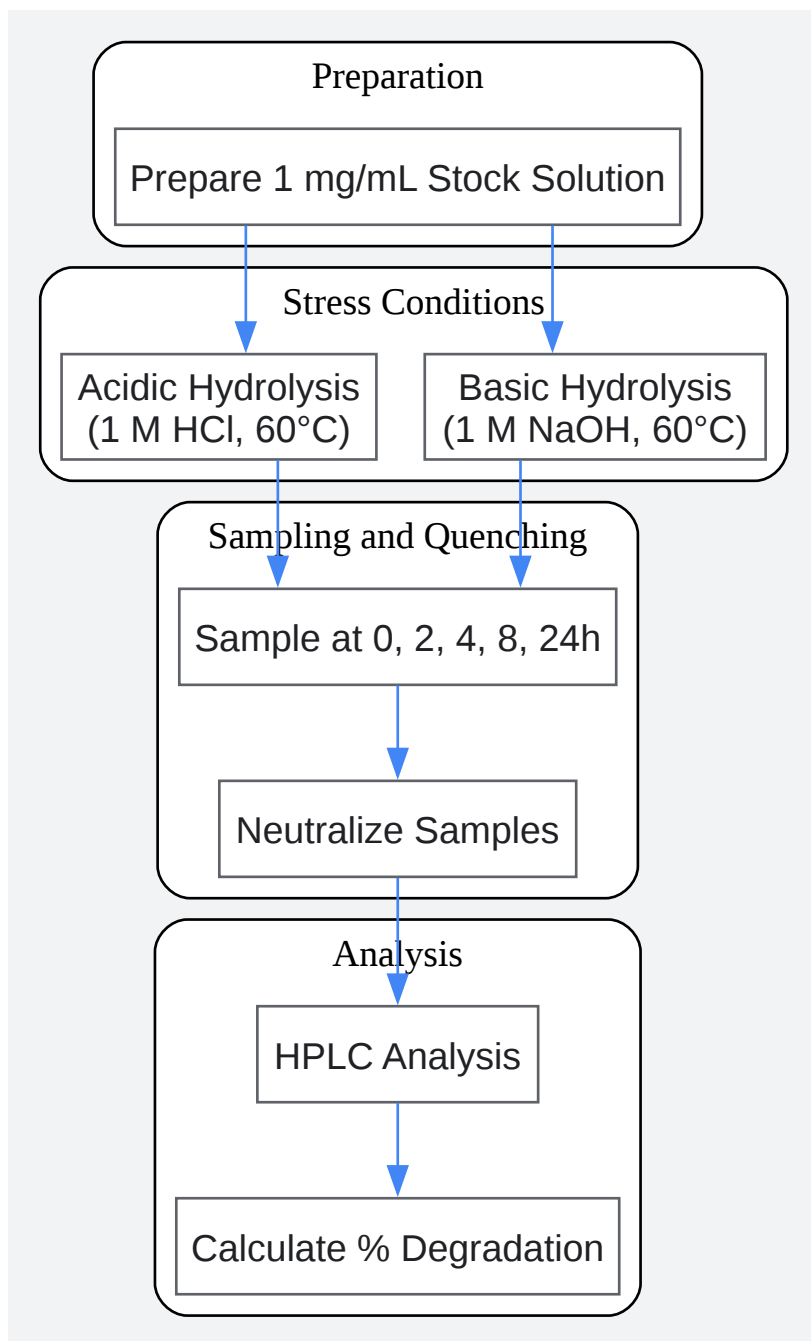 Preparation
Prepare 1 mg/mL Stock Solution
Stress Conditions
Acidic Hydrolysis
(1 M HCl, 60°C)
Basic Hydrolysis
(1 M NaOH, 60°C)
Sampling and Quenching
Sample at 0, 2, 4, 8, 24h
Neutralize Samples
Analysis
HPLC Analysis
Calculate % Degradation